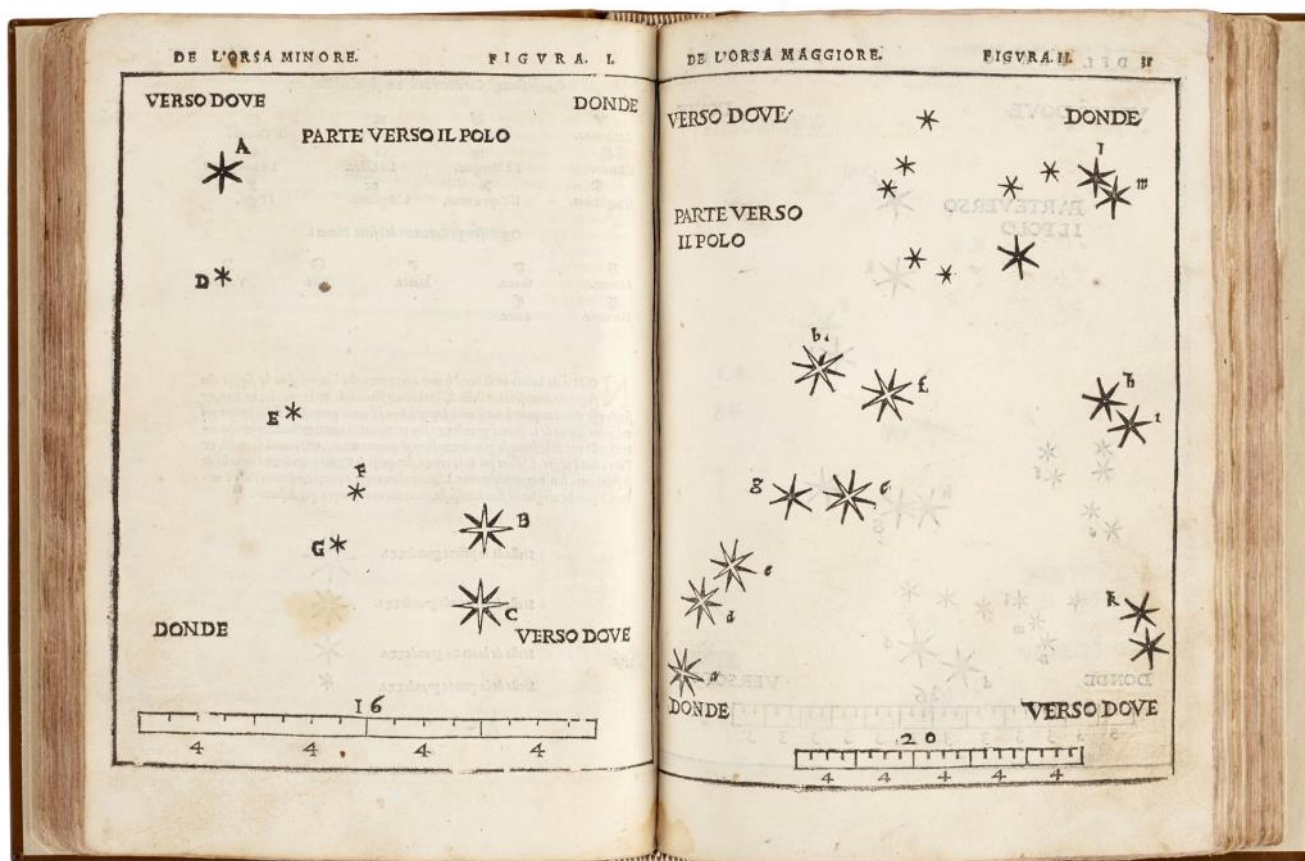 DE L'ORSA MINORE. FIGVRA. I.
VERSO DOVE DONDE
PARTE VERSO IL POLO
A
D
E
F
B
G
C
DONDE VERSO DOVE
16
4 4 4 4
DE L'ORSA MAGGIORE. FIGVRA. II. 31
VERSO DOVE DONDE
l
m
PARTE VERSO
IL POLO
b.
f
h
i
g
c
e
d
k
a
DONDE VERSO DOVE
20
4 4 4 4 4